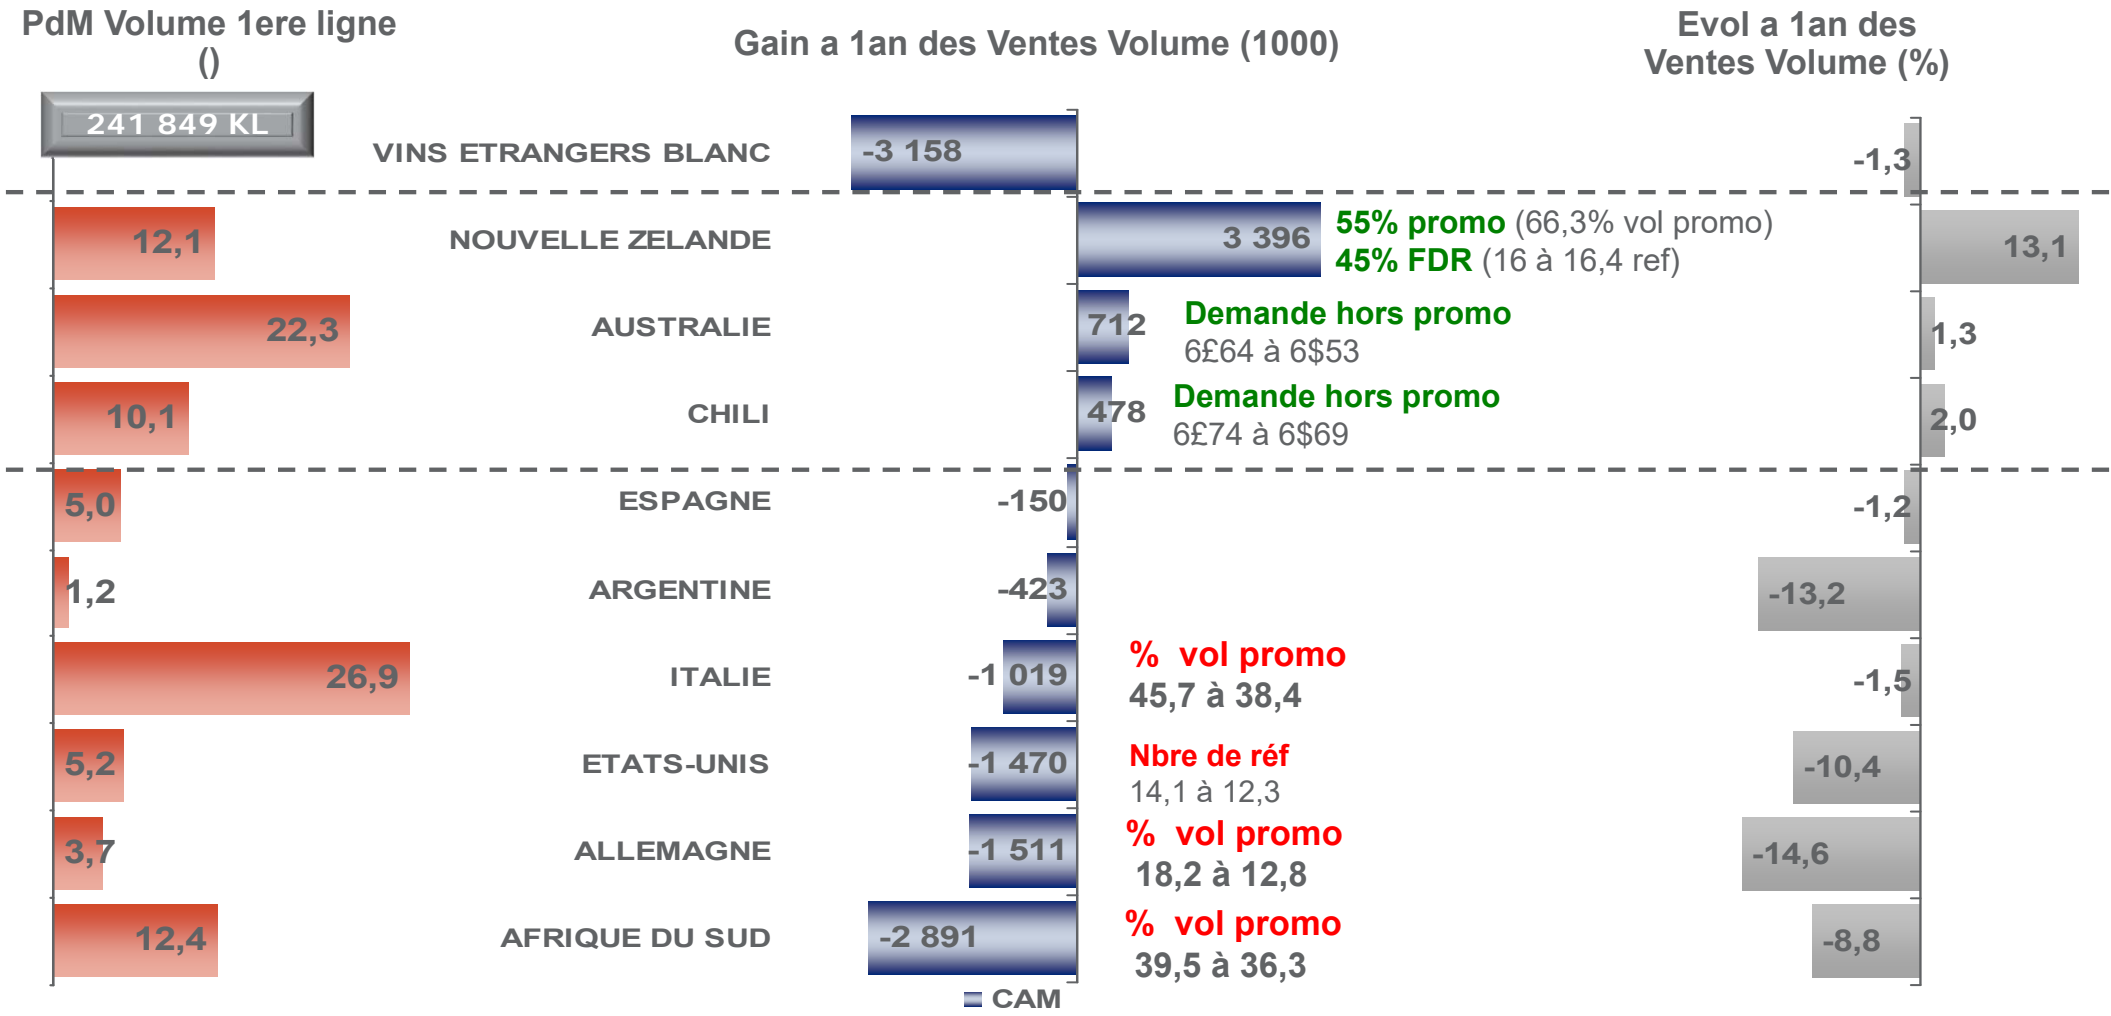 PdM Volume 1ere ligne
()
Gain a 1an des Ventes Volume (1000)
Evol a 1an des
Ventes Volume (%)
241 849 KL
VINS ETRANGERS BLANC
-3 158
-1,3
12,1
NOUVELLE ZELANDE
3 396
55% promo (66,3% vol promo)
45% FDR (16 à 16,4 ref)
13,1
22,3
AUSTRALIE
712
Demande hors promo
6£64 à 6$53
1,3
10,1
CHILI
478
Demande hors promo
6£74 à 6$69
2,0
5,0
ESPAGNE
-150
-1,2
1,2
ARGENTINE
-423
-13,2
26,9
ITALIE
-1 019
% vol promo
45,7 à 38,4
-1,5
5,2
ETATS-UNIS
-1 470
Nbre de réf
14,1 à 12,3
-10,4
3,7
ALLEMAGNE
-1 511
% vol promo
18,2 à 12,8
-14,6
12,4
AFRIQUE DU SUD
-2 891
% vol promo
39,5 à 36,3
-8,8
CAM